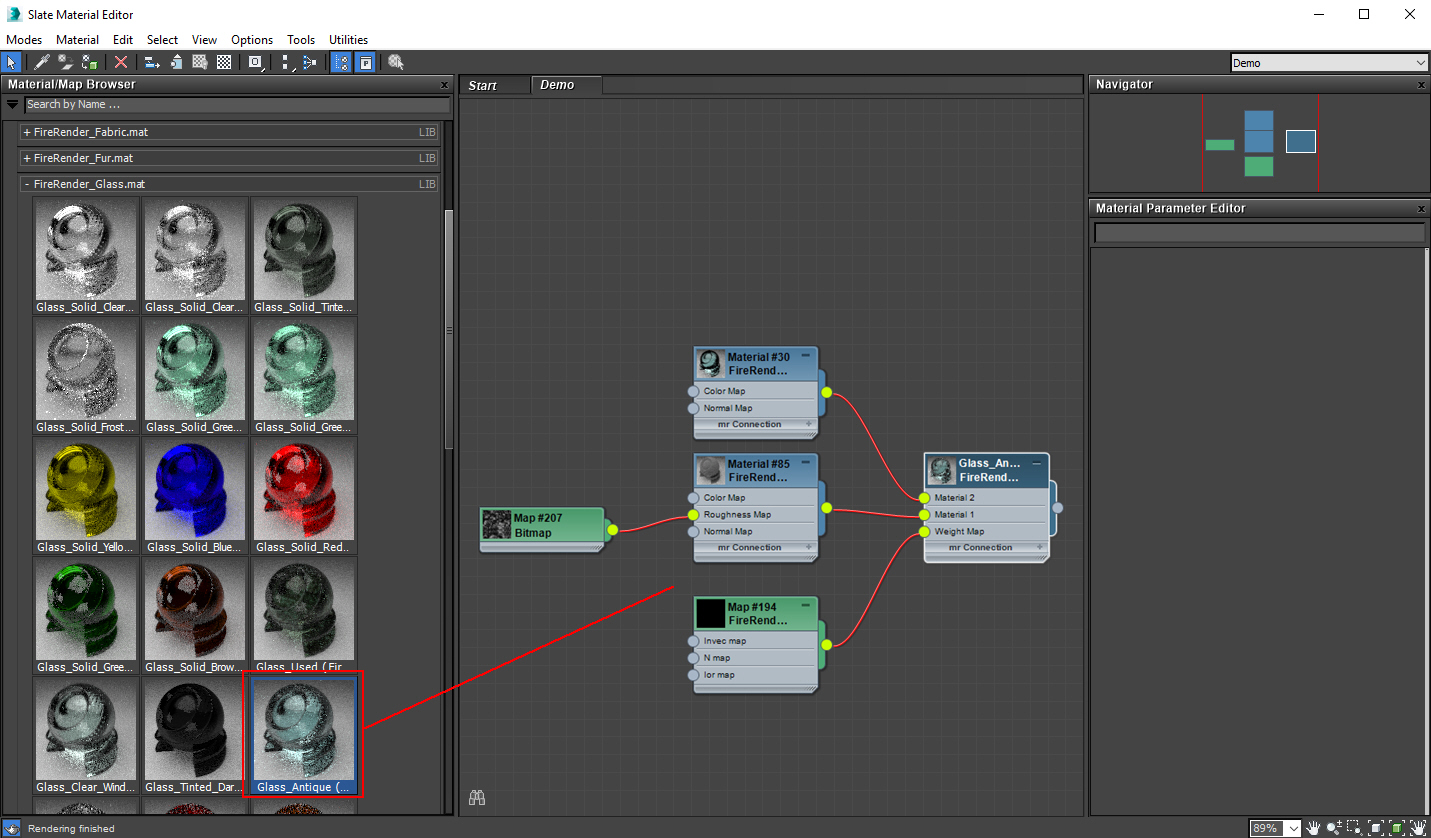 Slate Material Editor
Modes Material Edit Select View Options Tools Utilities
Demo
Material/Map Browser
Search by Name ...
+ FireRender_Fabric.mat LIB
+ FireRender_Fur.mat LIB
- FireRender_Glass.mat LIB
Glass_Solid_Clear... Glass_Solid_Clear... Glass_Solid_Tinte...
Glass_Solid_Frost... Glass_Solid_Gree... Glass_Solid_Gree...
Glass_Solid_Yello... Glass_Solid_Blue... Glass_Solid_Red...
Glass_Solid_Gree... Glass_Solid_Brow... Glass_Used (Fir...
Glass_Clear_Wind... Glass_Tinted_Dar... Glass_Antique (...
Start Demo
Material #30
FireRend...
Color Map
Normal Map
mr Connection
Material #85
FireRend...
Color Map
Roughness Map
Normal Map
mr Connection
Map #207
Bitmap
Map #194
FireRend...
Invec map
N map
Ior map
Glass_An...
FireRend...
Material 2
Material 1
Weight Map
mr Connection
Navigator
Material Parameter Editor
Rendering finished
89%